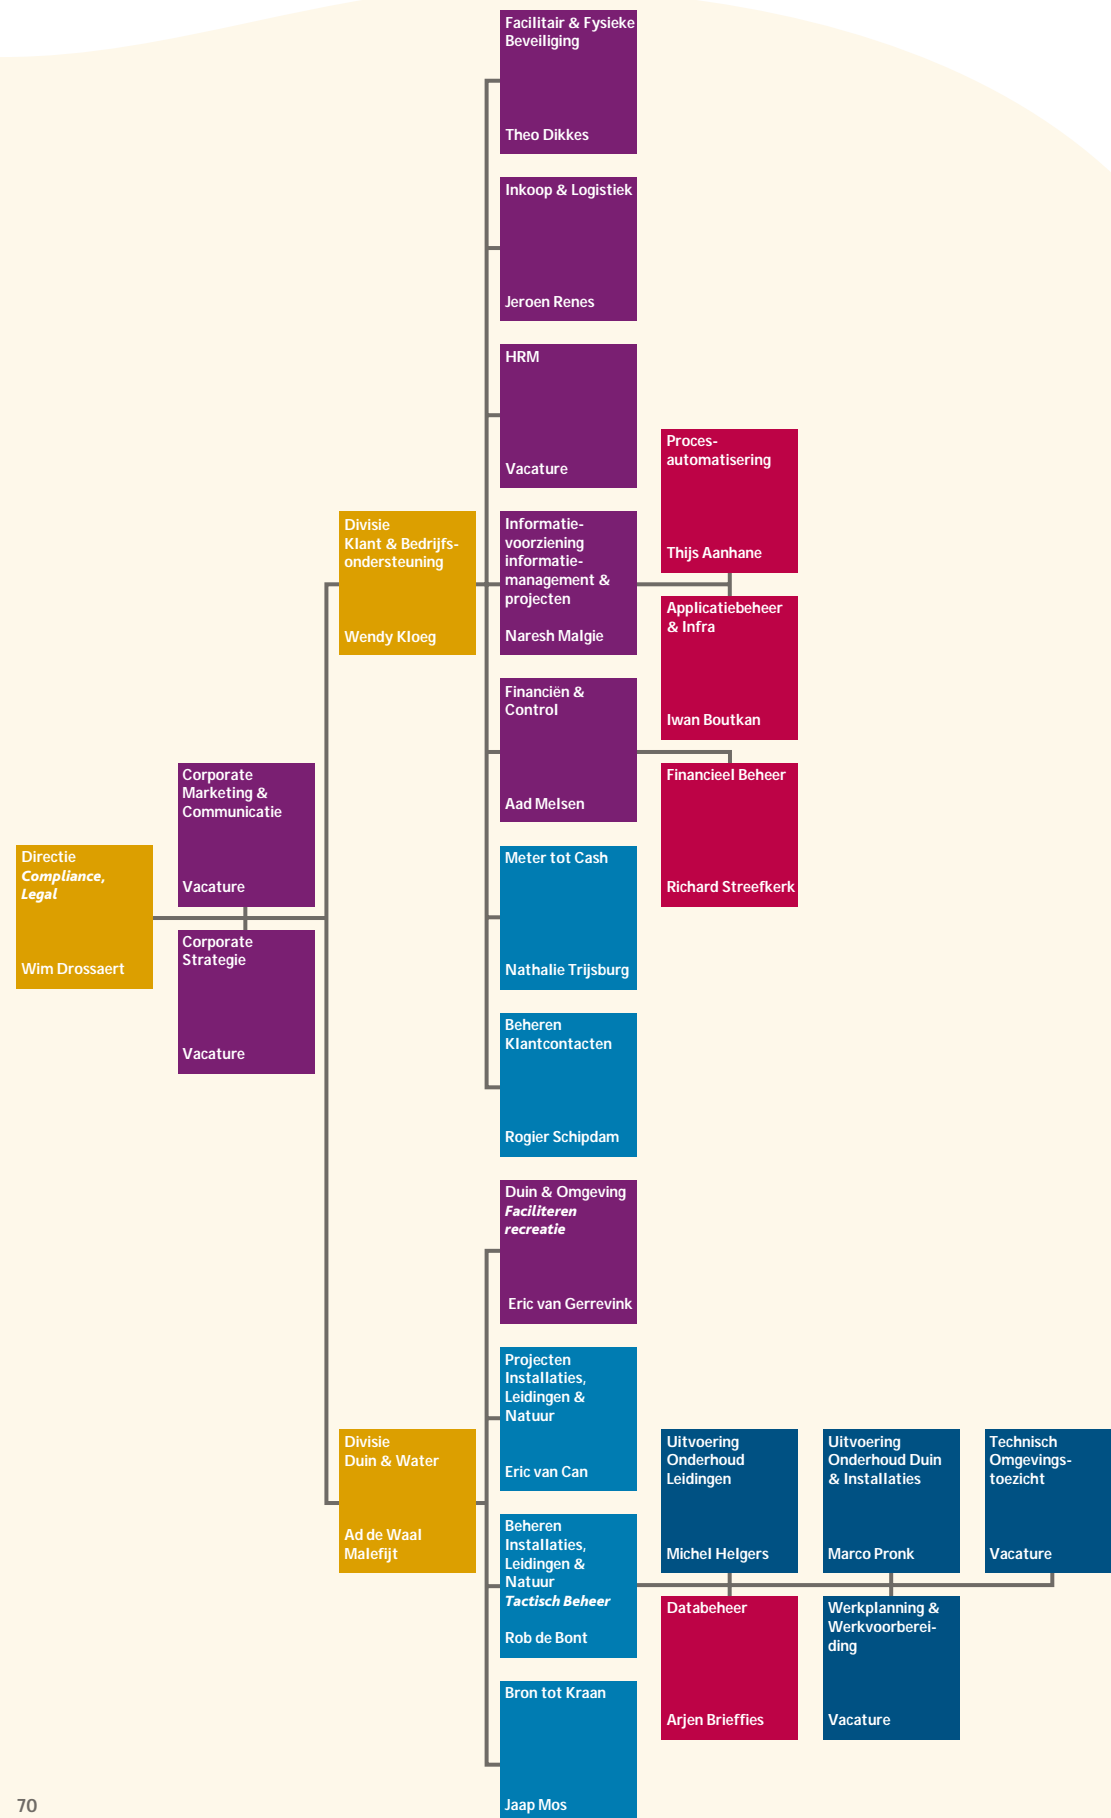 Facilitair & Fysieke
Beveiliging
Theo Dikkes
Inkoop & Logistiek
Jeroen Renes
HRM
Vacature
Proces-
automatisering
Thijs Aanhane
Divisie
Klant & Bedrijfs-
ondersteuning
Wendy Kloeg
Informatie-
voorziening
informatie-
management &
projecten
Naresh Malgie
Applicatiebeheer
& Infra
Iwan Boutkan
Financiën &
Control
Aad Melsen
Financieel Beheer
Richard Streefkerk
Corporate
Marketing &
Communicatie
Vacature
Directie
Compliance,
Legal
Wim Drossaert
Corporate
Strategie
Vacature
Meter tot Cash
Nathalie Trijsburg
Beheren
Klantcontacten
Rogier Schipdam
Duin & Omgeving
Faciliteren
recreatie
Eric van Gerrevink
Projecten
Installaties,
Leidingen &
Natuur
Eric van Can
Divisie
Duin & Water
Ad de Waal
Malefijt
Uitvoering
Onderhoud
Leidingen
Michel Helgers
Uitvoering
Onderhoud Duin
& Installaties
Marco Pronk
Technisch
Omgevings-
toezicht
Vacature
Beheren
Installaties,
Leidingen &
Natuur
Tactisch Beheer
Rob de Bont
Databeheer
Arjen Brieffies
Werkplanning &
Werkvoorberei-
ding
Vacature
Bron tot Kraan
Jaap Mos
70